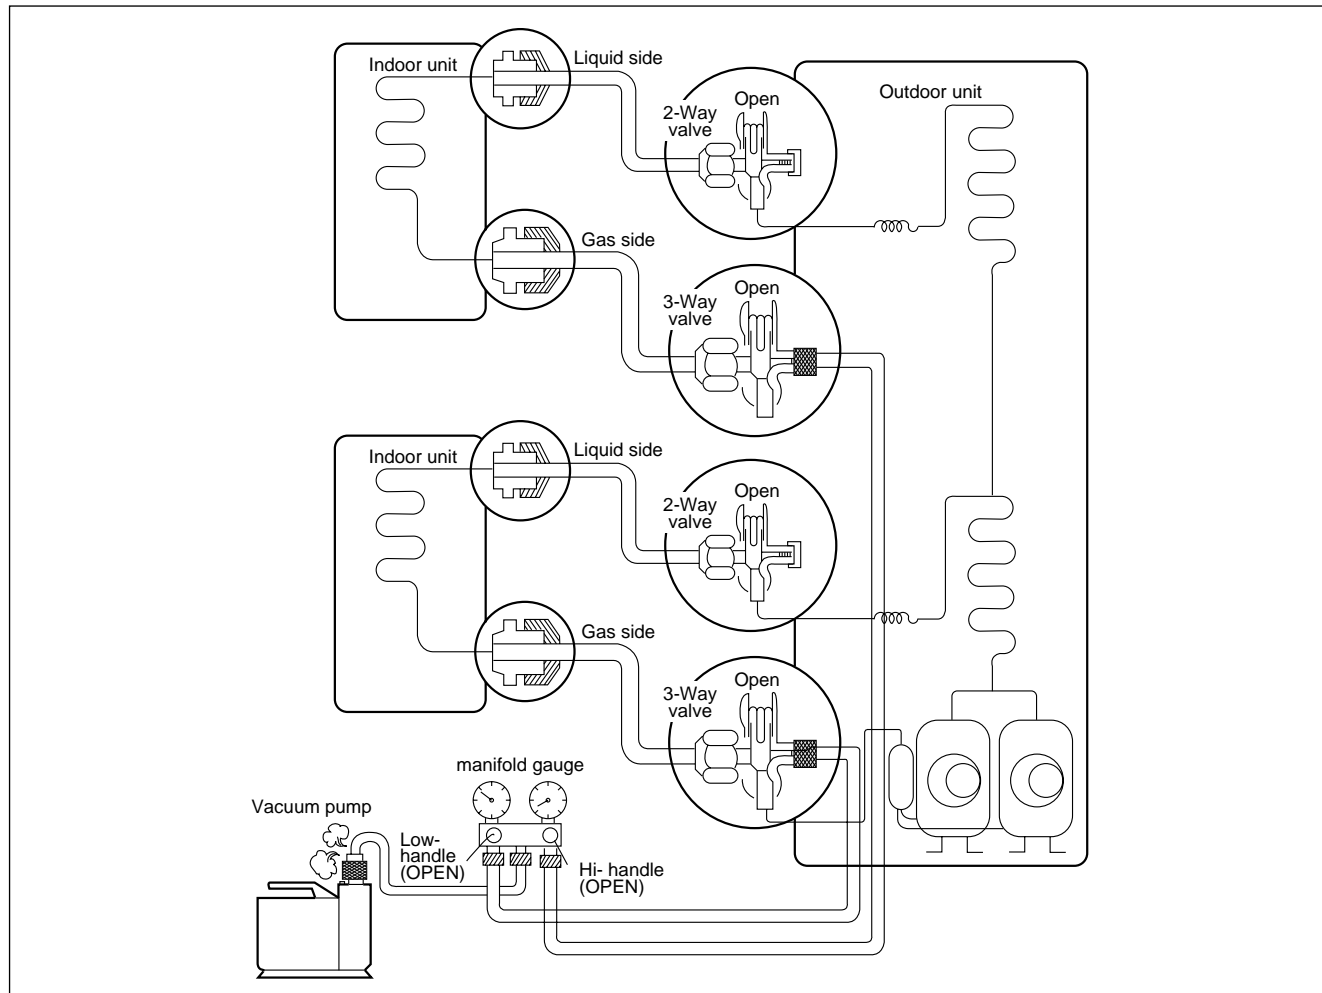 Indoor unit
Liquid side
2-Way
valve
Open
Outdoor unit
Gas side
3-Way
valve
Open
Indoor unit
Liquid side
2-Way
valve
Open
Gas side
3-Way
valve
Open
manifold gauge
Vacuum pump
Low-
handle
(OPEN)
Hi- handle
(OPEN)